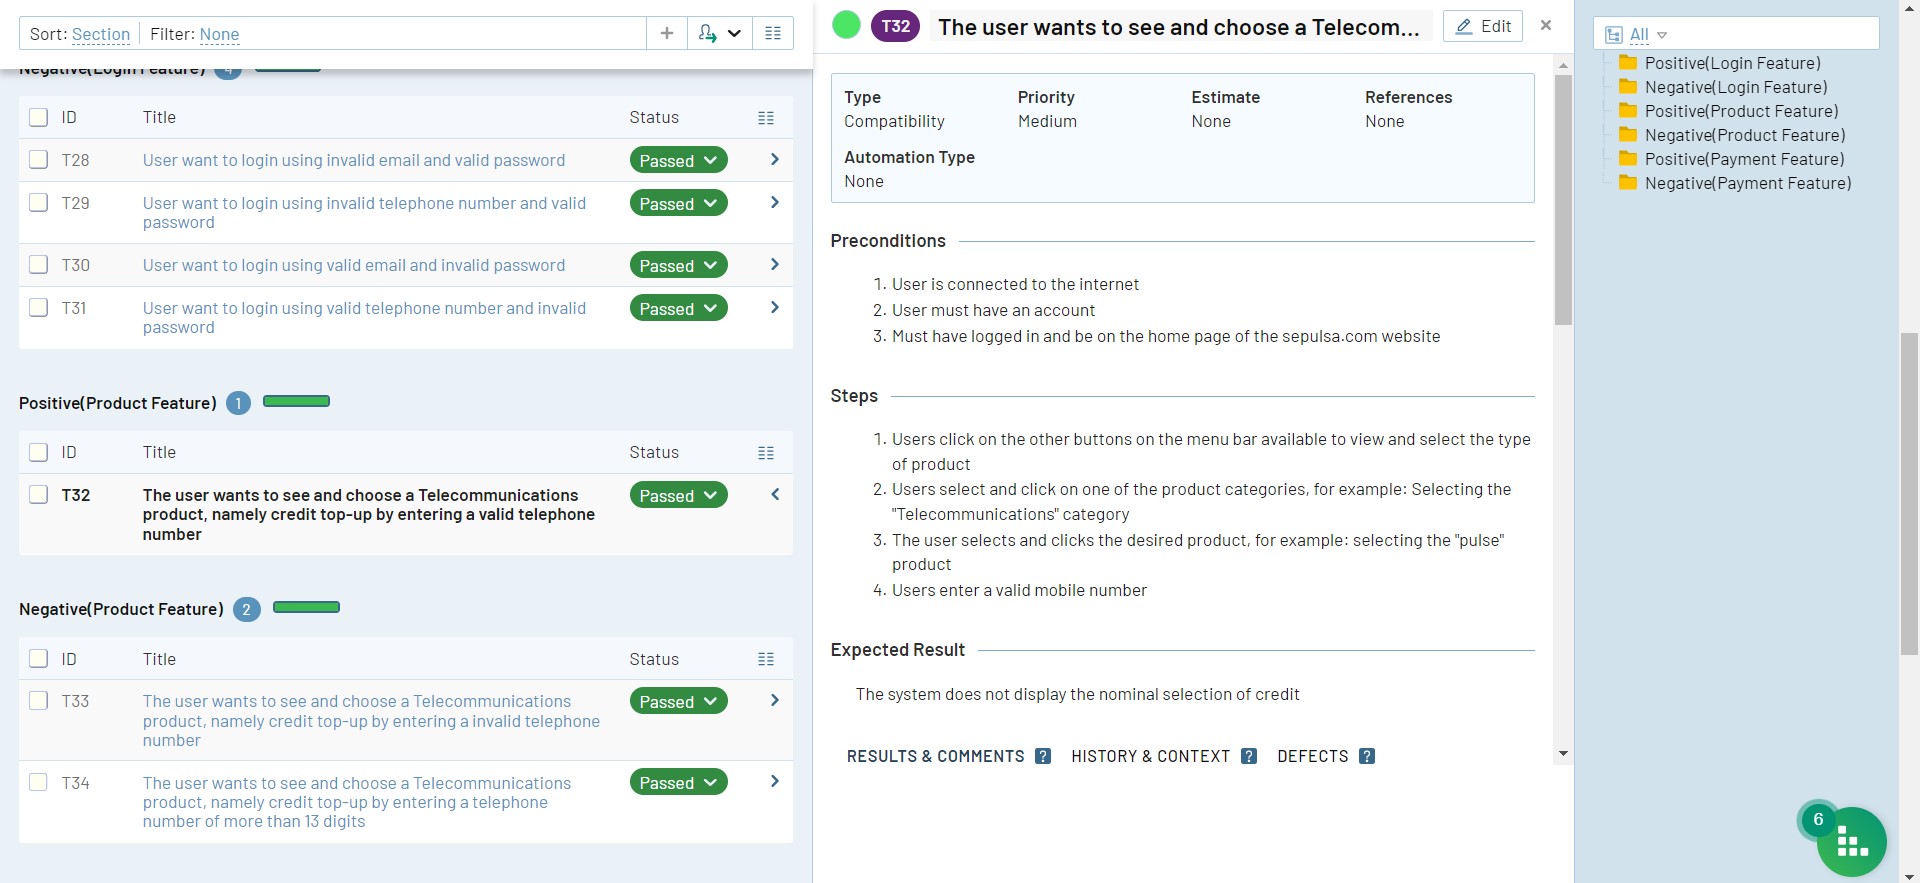 Sort: Section Filter: None
Negative(Login Feature) 4
ID Title Status
T28 User want to login using invalid email and valid password Passed
T29 User want to login using invalid telephone number and valid password Passed
T30 User want to login using valid email and invalid password Passed
T31 User want to login using valid telephone number and invalid password Passed
Positive(Product Feature) 1
ID Title Status
T32 The user wants to see and choose a Telecommunications
product, namely credit top-up by entering a valid telephone
number Passed
Negative(Product Feature) 2
ID Title Status
T33 The user wants to see and choose a Telecommunications
product, namely credit top-up by entering a invalid telephone
number Passed
T34 The user wants to see and choose a Telecommunications
product, namely credit top-up by entering a telephone
number of more than 13 digits Passed
T32 The user wants to see and choose a Telecom... Edit
Type Priority Estimate References
Compatibility Medium None None
Automation Type
None
Preconditions
1. User is connected to the internet
2. User must have an account
3. Must have logged in and be on the home page of the sepulsa.com website
Steps
1. Users click on the other buttons on the menu bar available to view and select the type
of product
2. Users select and click on one of the product categories, for example: Selecting the
"Telecommunications" category
3. The user selects and clicks the desired product, for example: selecting the "pulse"
product
4. Users enter a valid mobile number
Expected Result
The system does not display the nominal selection of credit
RESULTS & COMMENTS ? HISTORY & CONTEXT ? DEFECTS ?
All
Positive(Login Feature)
Negative(Login Feature)
Positive(Product Feature)
Negative(Product Feature)
Positive(Payment Feature)
Negative(Payment Feature)
6